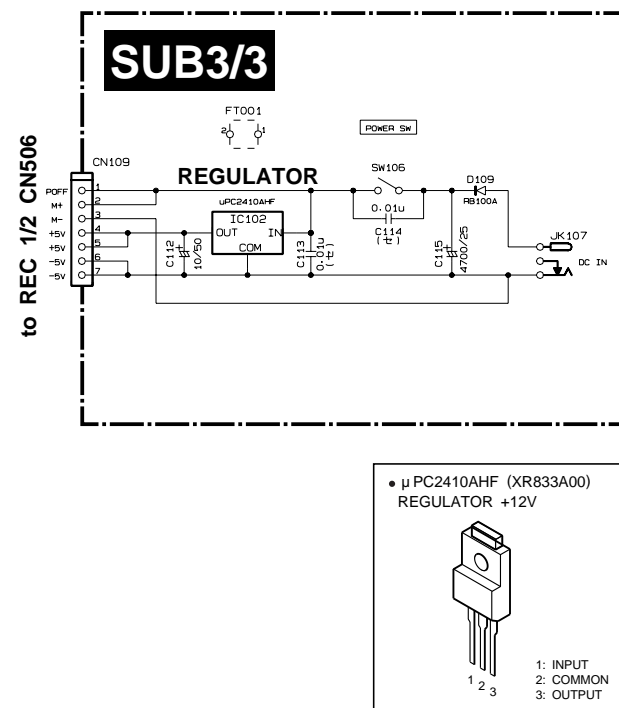 SUB3/3
FT001
2 1
POWER SW
to REC 1/2 CN506
CN109
REGULATOR
SW106
D109
RB100A
POFF 1
M+ 2
M- 3
+5V 4
+5V 5
-5V 6
-5V 7
uPC2410AHF
IC102
OUT IN
COM
C112
10/50
C113
0.01u
(セ)
0.01u
C114
(セ)
C115
4700/25
JK107
DC IN
• μPC2410AHF (XR833A00)
REGULATOR +12V
1 2 3
1: INPUT
2: COMMON
3: OUTPUT